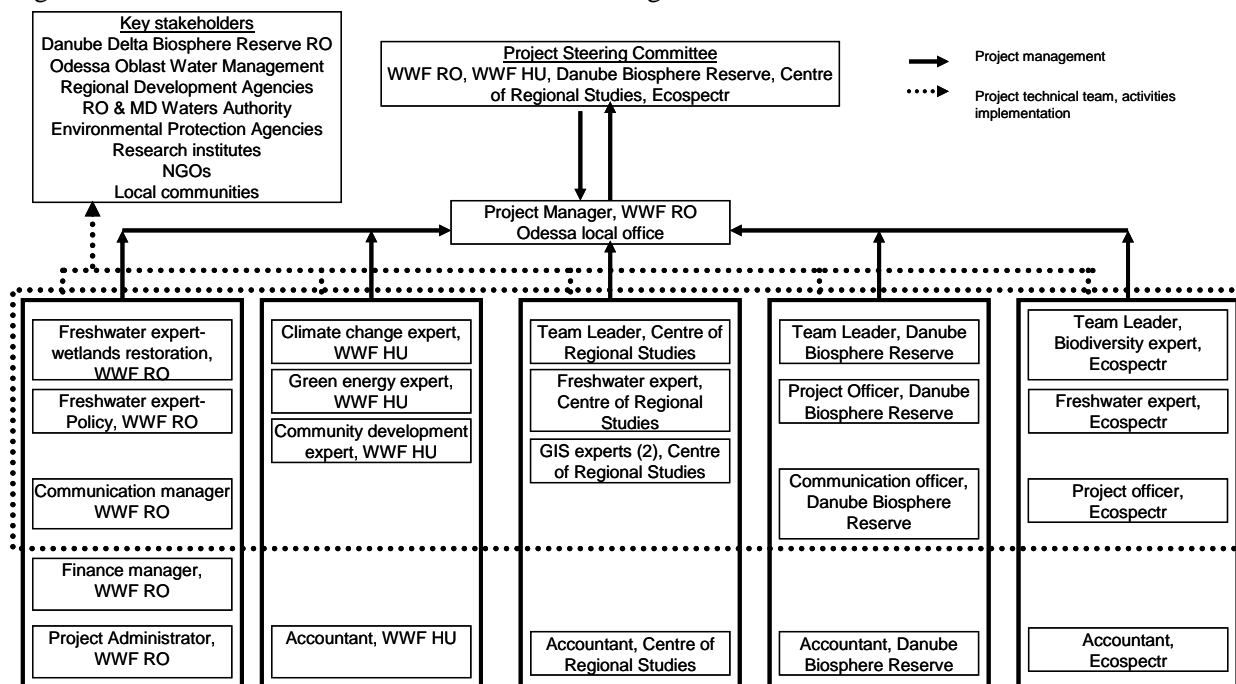 Key stakeholders
Danube Delta Biosphere Reserve RO
Odessa Oblast Water Management
Regional Development Agencies
RO & MD Waters Authority
Environmental Protection Agencies
Research institutes
NGOs
Local communities
Project Steering Committee
WWF RO, WWF HU, Danube Biosphere Reserve, Centre
of Regional Studies, Ecospectr
Project management
Project technical team, activities
implementation
Project Manager, WWF RO
Odessa local office
Freshwater expert-
wetlands restoration,
WWF RO
Freshwater expert-
Policy, WWF RO
Communication manager
WWF RO
Finance manager,
WWF RO
Project Administrator,
WWF RO
Climate change expert,
WWF HU
Green energy expert,
WWF HU
Community development
expert, WWF HU
Accountant, WWF HU
Team Leader, Centre of
Regional Studies
Freshwater expert,
Centre of Regional
Studies
GIS experts (2), Centre
of Regional Studies
Accountant, Centre of
Regional Studies
Team Leader, Danube
Biosphere Reserve
Project Officer, Danube
Biosphere Reserve
Communication officer,
Danube Biosphere
Reserve
Accountant, Danube
Biosphere Reserve
Team Leader,
Biodiversity expert,
Ecospectr
Freshwater expert,
Ecospectr
Project officer,
Ecospectr
Accountant,
Ecospectr